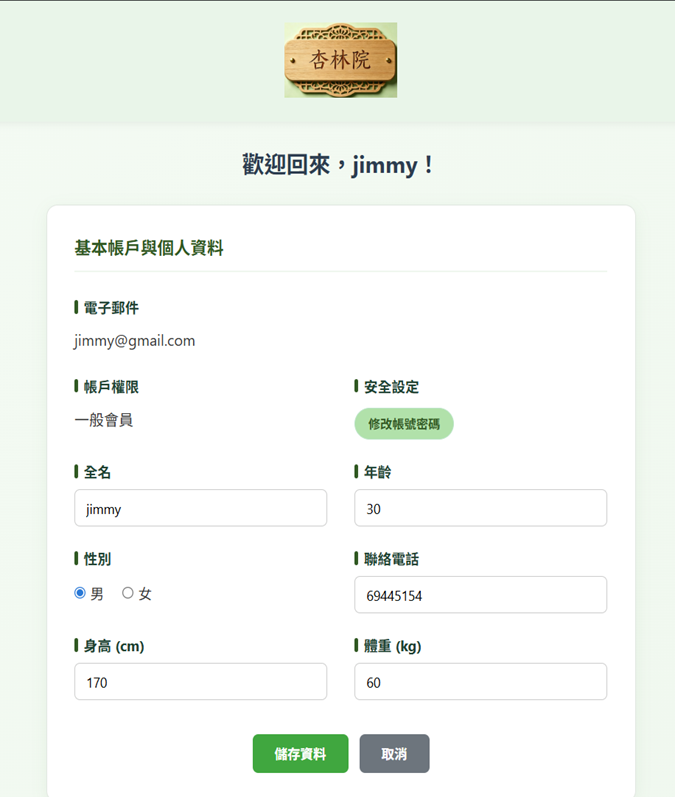 杏林院
歡迎回來，jimmy！
基本帳戶與個人資料
電子郵件
jimmy@gmail.com
帳戶權限
安全設定
一般會員
修改帳號密碼
全名
年齡
jimmy
30
性別
聯絡電話
男 女
69445154
身高 (cm)
體重 (kg)
170
60
儲存資料
取消